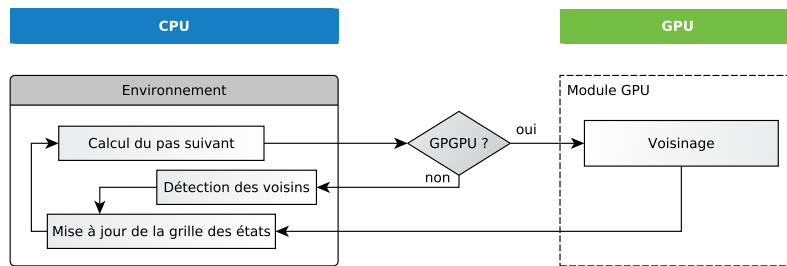 CPU
GPU
Environnement
Module GPU
Calcul du pas suivant
GPGPU ?
oui
Voisinage
non
Détection des voisins
Mise à jour de la grille des états